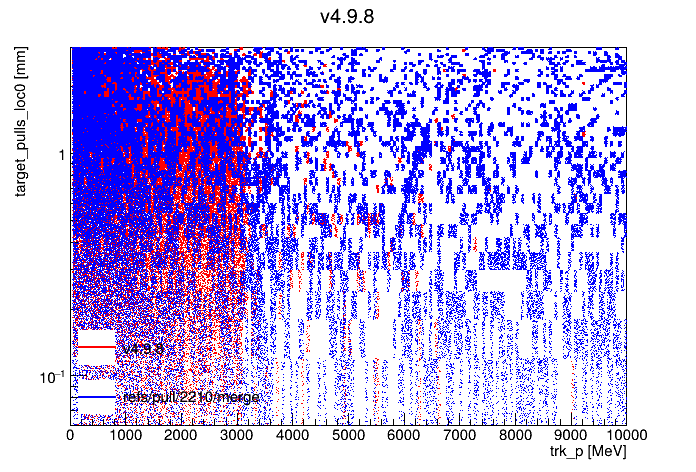 v4.9.8
target_pulls_loc0 [mm]
1
10⁻¹
v4.9.8
refs/pull/2210/merge
0 1000 2000 3000 4000 5000 6000 7000 8000 9000 10000
trk_p [MeV]